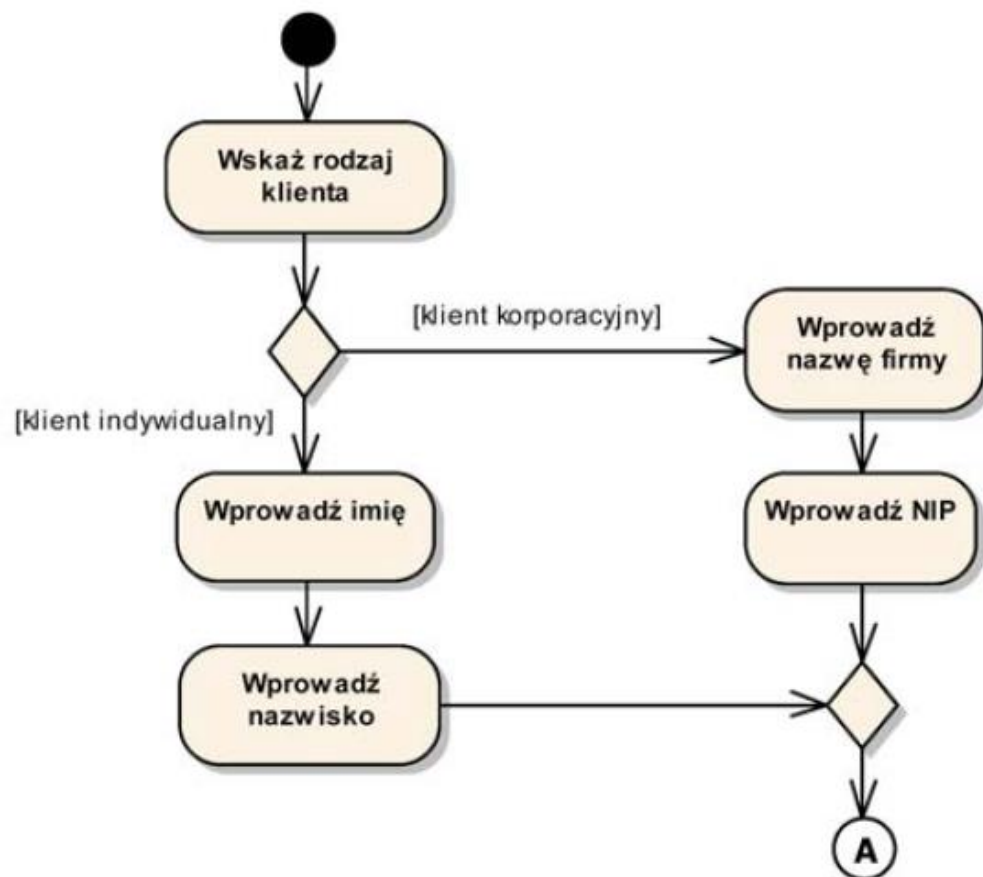 Wskaż rodzaj
klienta
[klient korporacyjny]
Wprowadź
nazwę firmy
[klient indywidualny]
Wprowadź imię
Wprowadź NIP
Wprowadź
nazwisko
A